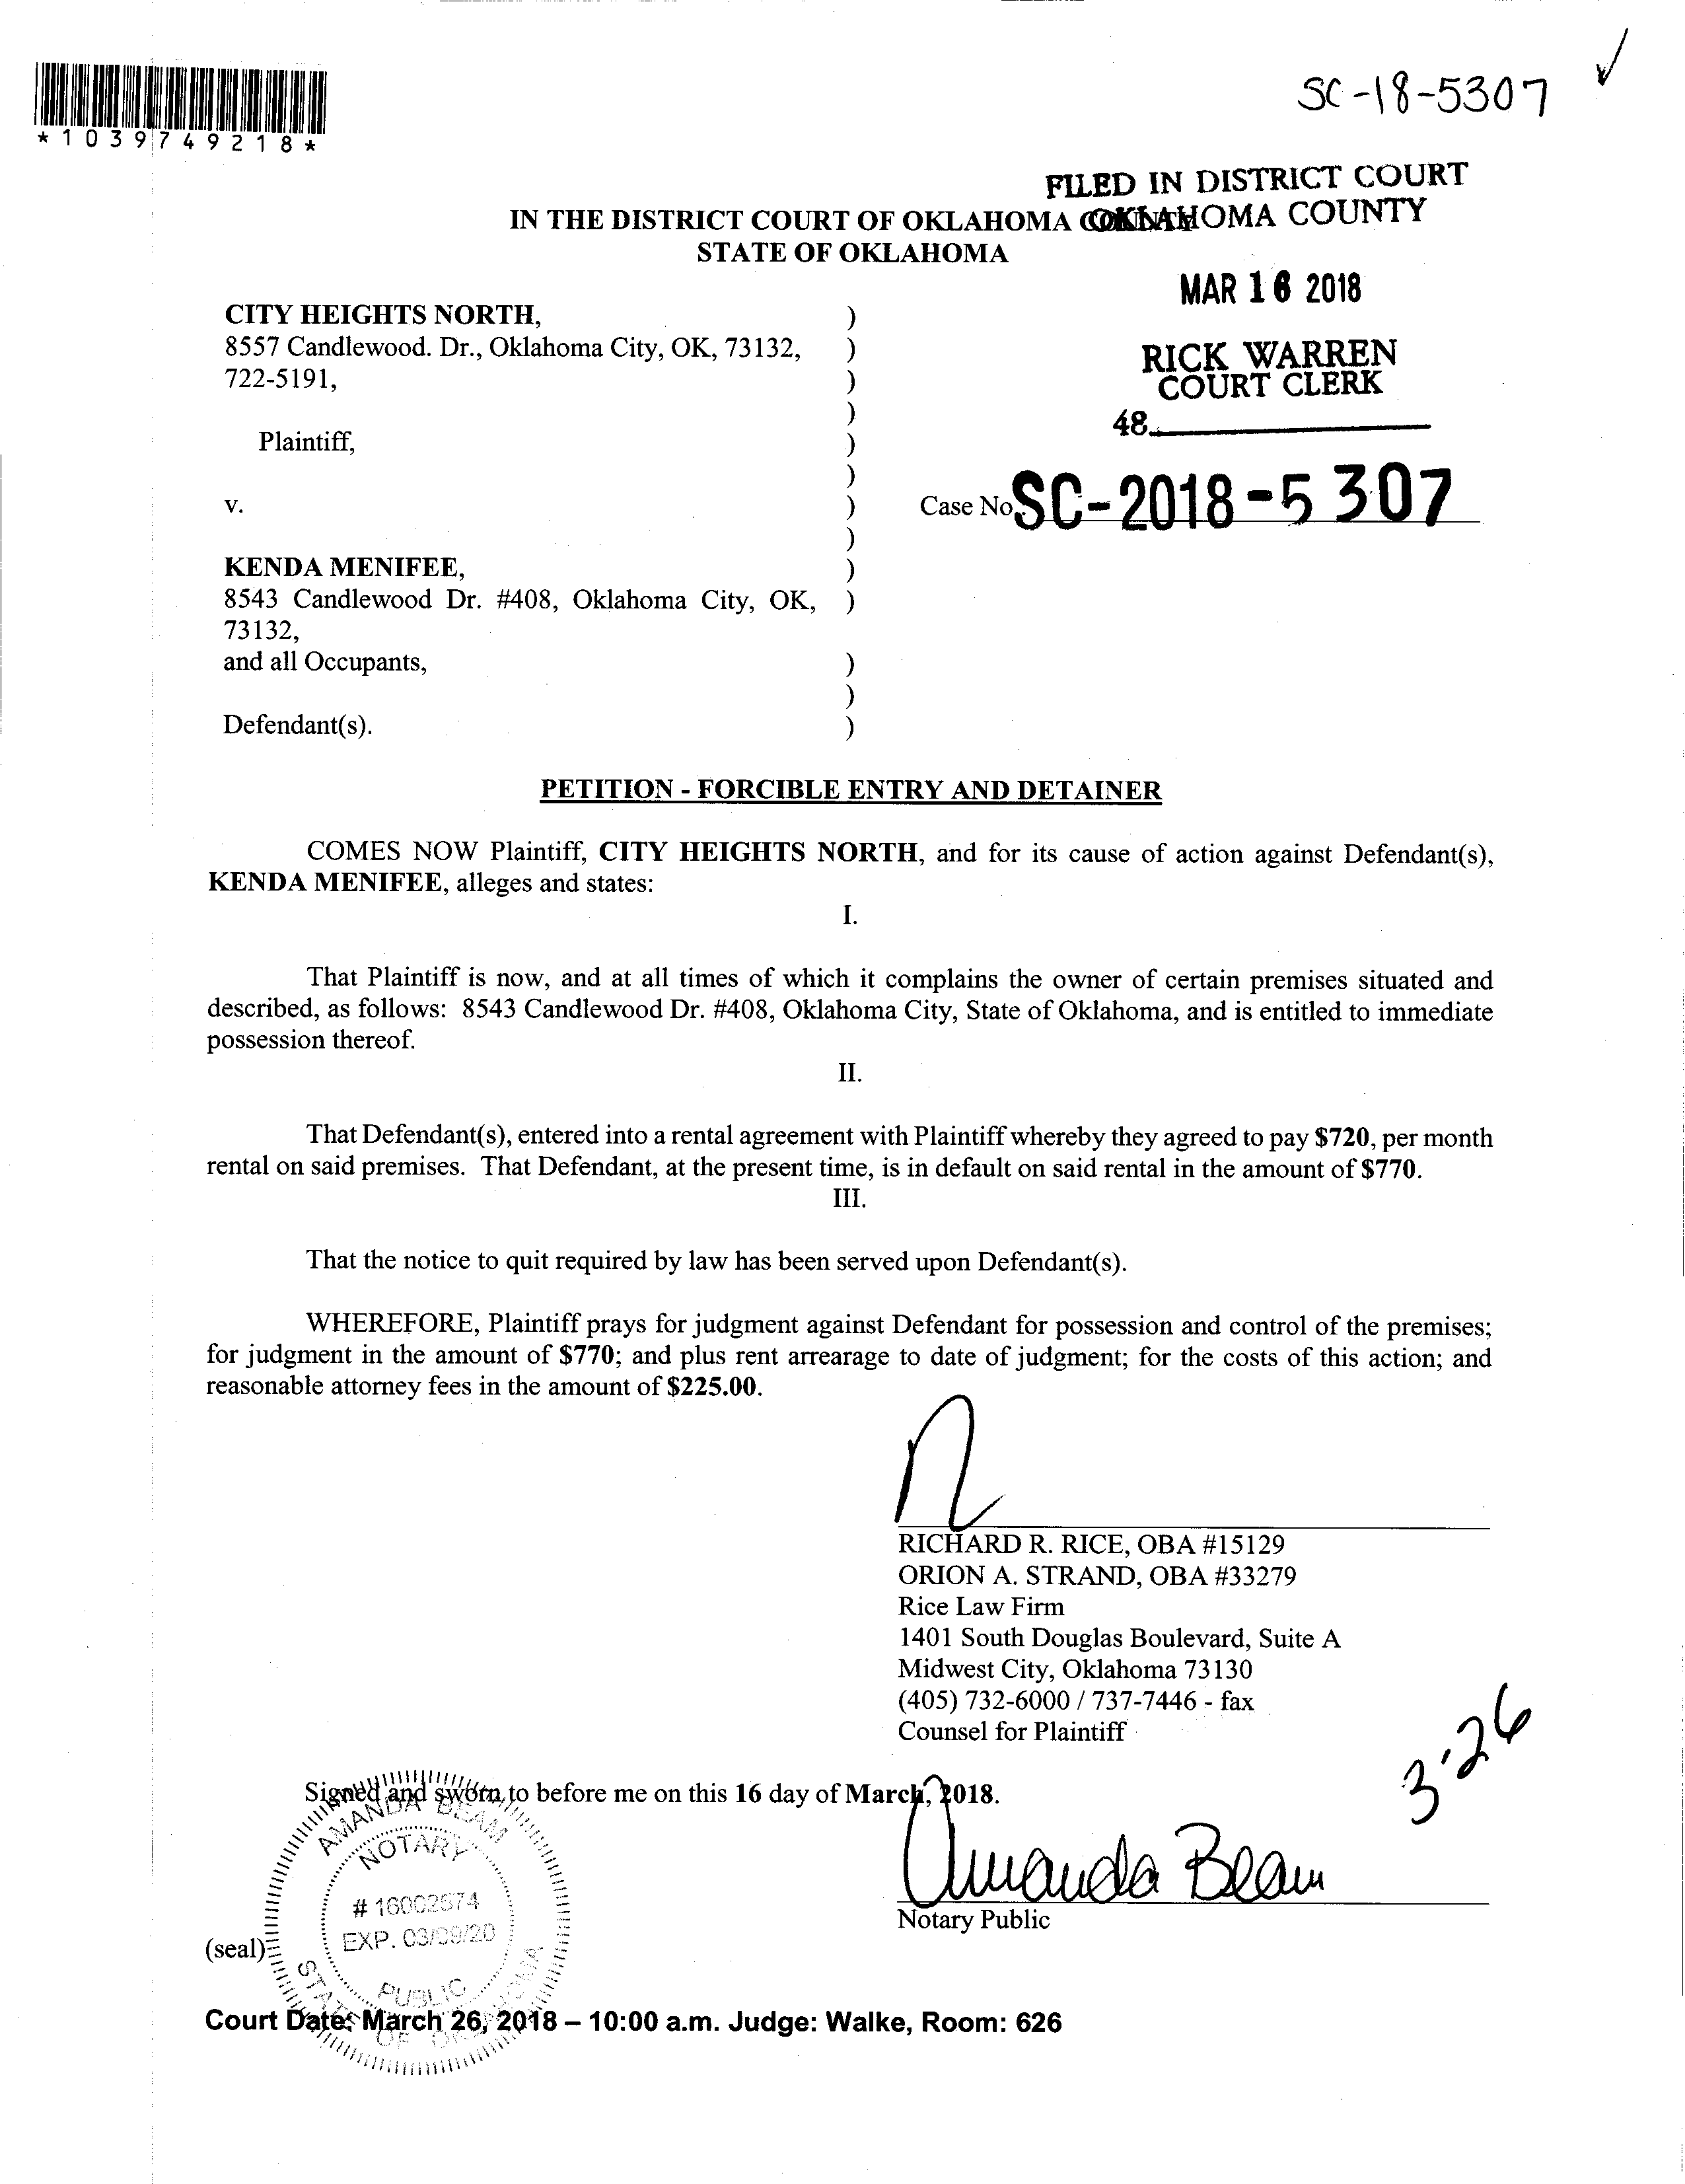 *1039749218*
SC-18-5307
FILED IN DISTRICT COURT
OKLAHOMA COUNTY
IN THE DISTRICT COURT OF OKLAHOMA COUNTY
STATE OF OKLAHOMA
MAR 16 2018
RICK WARREN
COURT CLERK
48
CITY HEIGHTS NORTH, )
8557 Candlewood. Dr., Oklahoma City, OK, 73132, )
722-5191, )
)
Plaintiff, )
)
v. )
)
Case No. SC-2018-5307
KENDA MENIFEE, )
8543 Candlewood Dr. #408, Oklahoma City, OK, )
73132,
and all Occupants, )
)
Defendant(s). )
PETITION - FORCIBLE ENTRY AND DETAINER
COMES NOW Plaintiff, CITY HEIGHTS NORTH, and for its cause of action against Defendant(s),
KENDA MENIFEE, alleges and states:
I.
That Plaintiff is now, and at all times of which it complains the owner of certain premises situated and
described, as follows: 8543 Candlewood Dr. #408, Oklahoma City, State of Oklahoma, and is entitled to immediate
possession thereof.
II.
That Defendant(s), entered into a rental agreement with Plaintiff whereby they agreed to pay $720, per month
rental on said premises. That Defendant, at the present time, is in default on said rental in the amount of $770.
III.
That the notice to quit required by law has been served upon Defendant(s).
WHEREFORE, Plaintiff prays for judgment against Defendant for possession and control of the premises;
for judgment in the amount of $770; and plus rent arrearage to date of judgment; for the costs of this action; and
reasonable attorney fees in the amount of $225.00.
RICHARD R. RICE, OBA #15129
ORION A. STRAND, OBA #33279
Rice Law Firm
1401 South Douglas Boulevard, Suite A
Midwest City, Oklahoma 73130
(405) 732-6000 / 737-7446 - fax
Counsel for Plaintiff
3-26
Signed and sworn to before me on this 16 day of March, 2018.
Amanda Beam
Notary Public
AMANDA BEAM
NOTARY
# 16002574
EXP. 03/09/20
PUBLIC
STATE OF OKLAHOMA
(seal)
Court Date: March 26, 2018 – 10:00 a.m. Judge: Walke, Room: 626